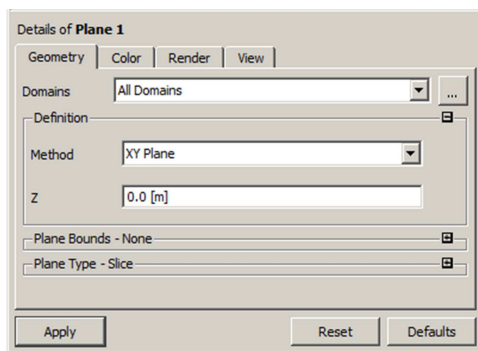 Details of Plane 1
Geometry Color Render View
Domains All Domains ...
Definition
Method XY Plane
Z 0.0 [m]
Plane Bounds - None
Plane Type - Slice
Apply Reset Defaults